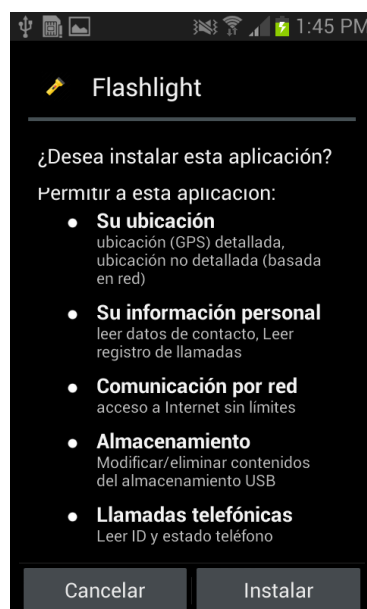 1:45 PM
Flashlight
¿Desea instalar esta aplicación?
Permitir a esta aplicación:
Su ubicación
ubicación (GPS) detallada,
ubicación no detallada (basada
en red)
Su información personal
leer datos de contacto, Leer
registro de llamadas
Comunicación por red
acceso a Internet sin límites
Almacenamiento
Modificar/eliminar contenidos
del almacenamiento USB
Llamadas telefónicas
Leer ID y estado teléfono
Cancelar
Instalar